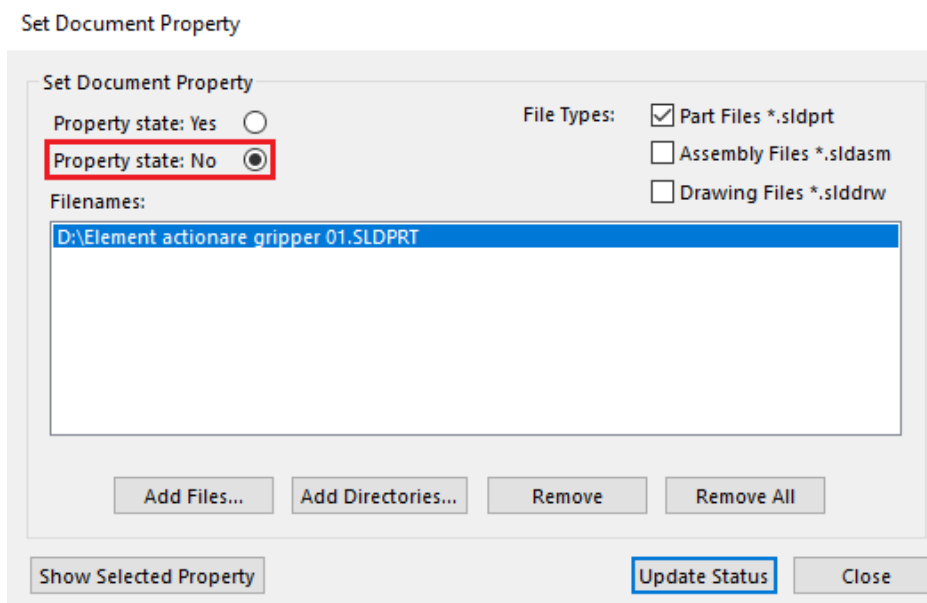 Set Document Property
Set Document Property
Property state: Yes
File Types:
Part Files *.sldprt
Property state: No
Assembly Files *.sldasm
Drawing Files *.slddrw
Filenames:
D:\Element actionare gripper 01.SLDPRT
Add Files... Add Directories... Remove Remove All
Show Selected Property Update Status Close